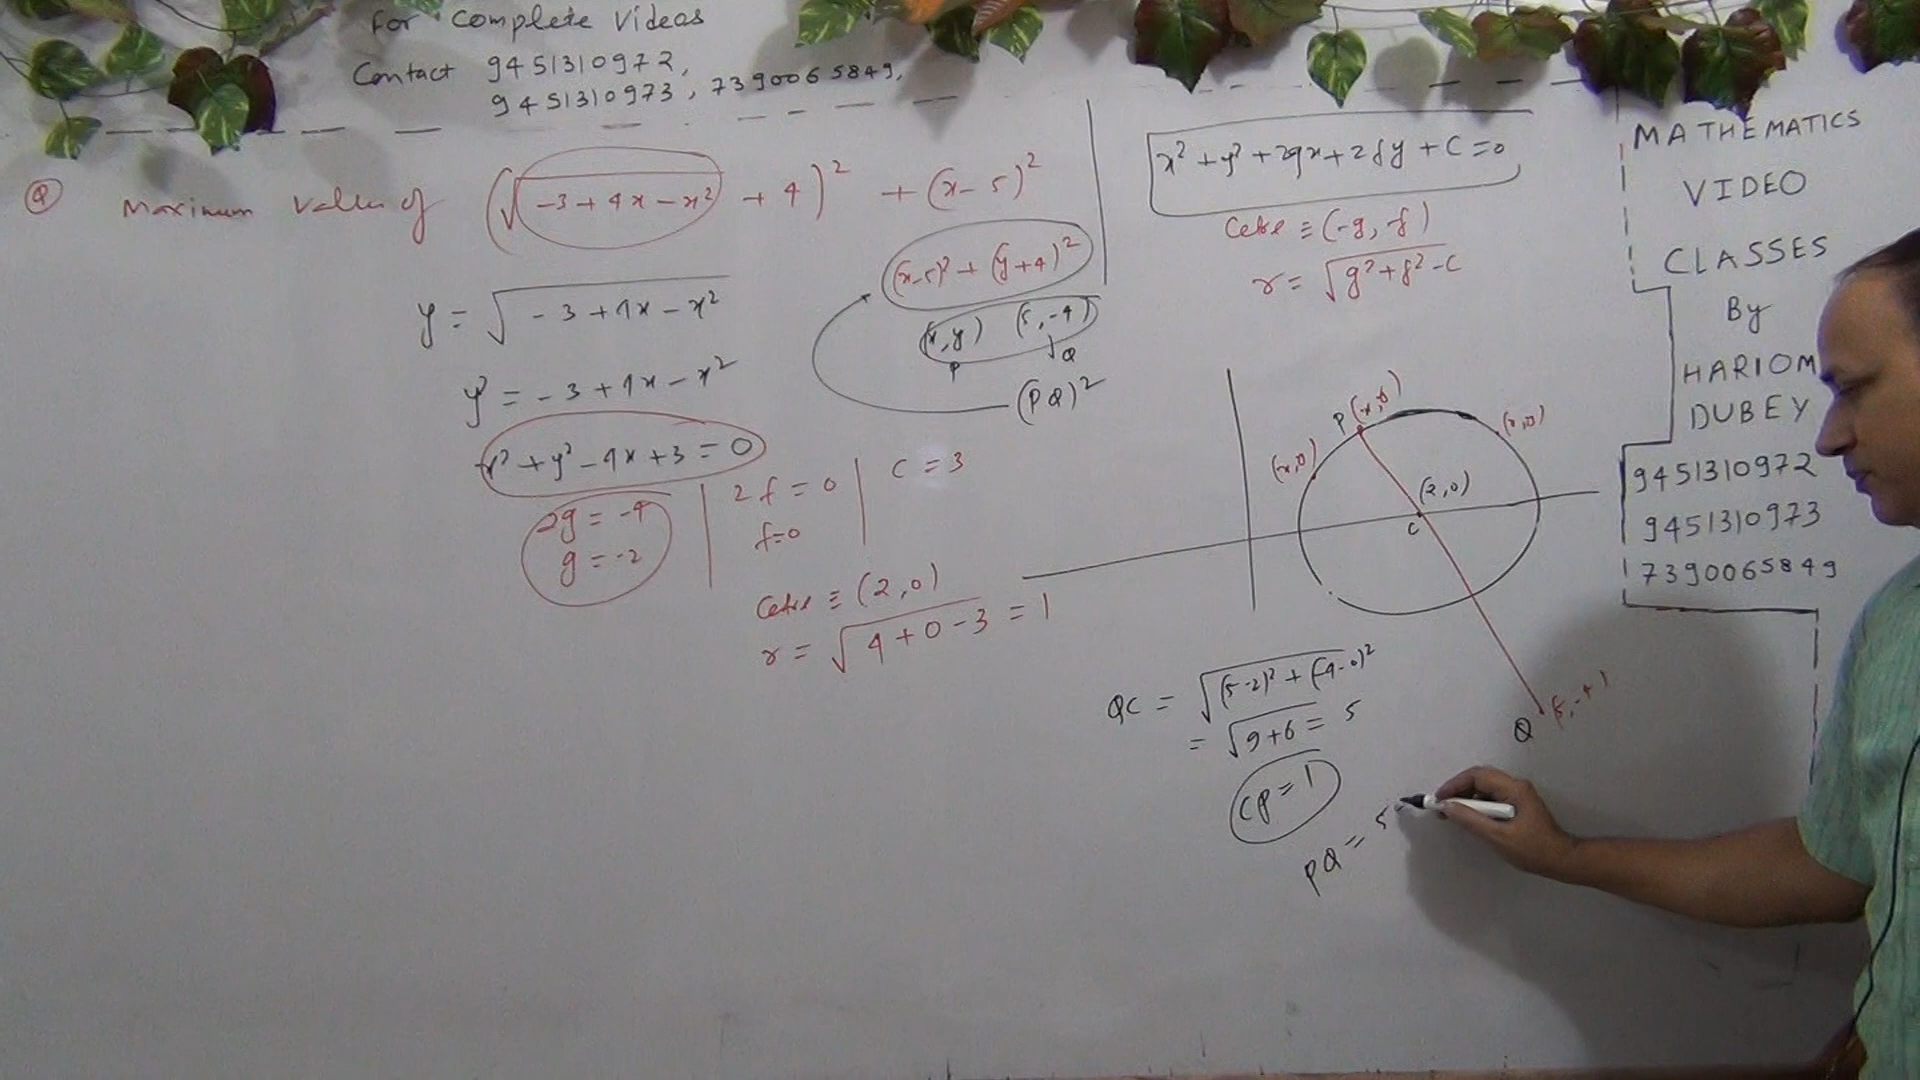 For Complete Videos
Contact 9451310972,
9451310973, 7390065849,
Q Maximum Value of (√-3+4x-x² + 4)² + (x-5)²
y = √-3+4x-x²
y² = -3+4x-x²
x²+y²-4x+3=0
2g = -4
g = -2
2f = 0
f=0
C = 3
Centre ≡ (2,0)
r = √4+0-3 = 1
(x-5)² + (y+4)²
(x,y) (5,-4)
P Q
(PQ)²
x²+y²+2gx+2fy+C=0
Centre ≡ (-g,-f)
r = √g²+f²-C
P(x,y)
(x,y)
(x,y)
(2,0)
C
Q (5,-4)
QC = √(5-2)²+(-4-0)²
= √9+16 = 5
CP = 1
PQ = 5
MATHEMATICS
VIDEO
CLASSES
By
HARIOM
DUBEY
9451310972
9451310973
7390065849